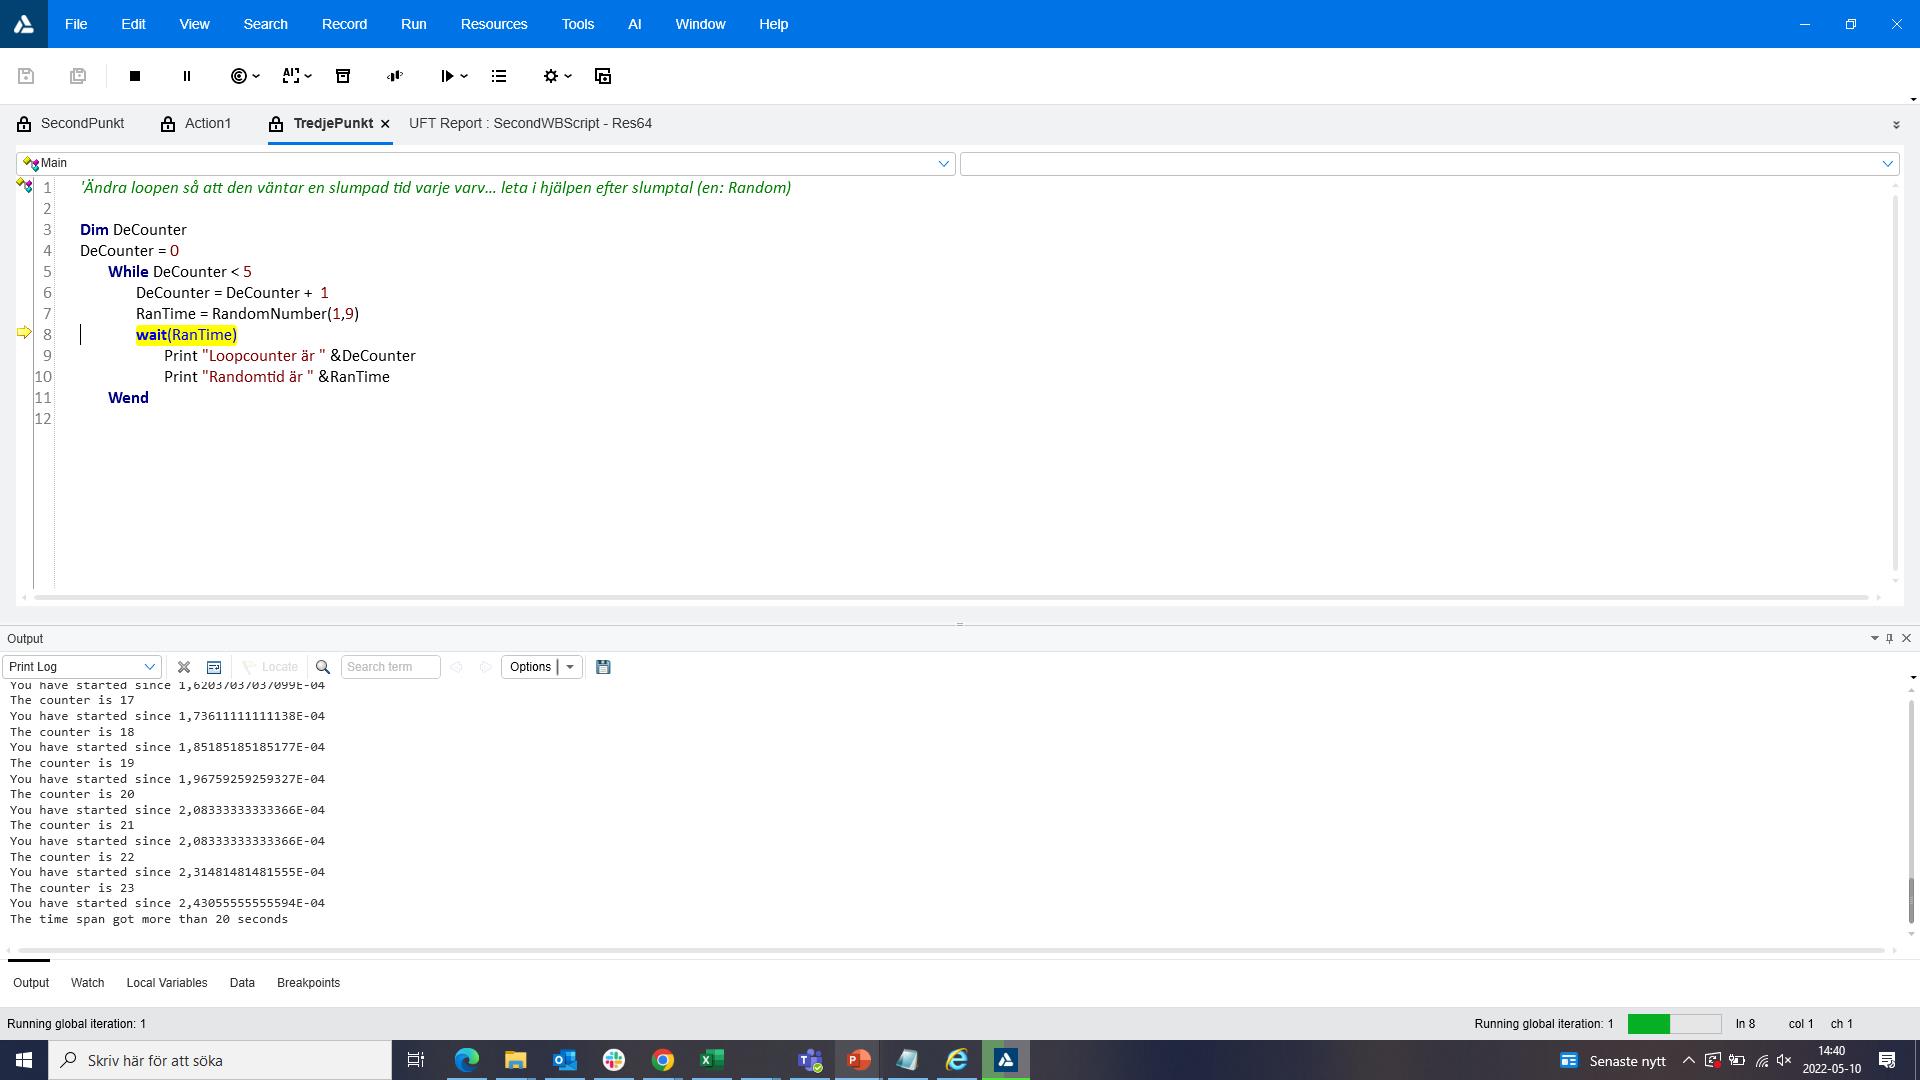 File Edit View Search Record Run Resources Tools AI Window Help
AI
SecondPunkt Action1 TredjePunkt UFT Report : SecondWBScript - Res64
Main
1 'Ändra loopen så att den väntar en slumpad tid varje varv... leta i hjälpen efter slumptal (en: Random)
2
3 Dim DeCounter
4 DeCounter = 0
5 While DeCounter < 5
6 DeCounter = DeCounter + 1
7 RanTime = RandomNumber(1,9)
8 wait(RanTime)
9 Print "Loopcounter är " &DeCounter
10 Print "Randomtid är " &RanTime
11 Wend
12
Output
Print Log Locate Search term Options
You have started since 1,62037037037099E-04
The counter is 17
You have started since 1,73611111111138E-04
The counter is 18
You have started since 1,85185185185177E-04
The counter is 19
You have started since 1,96759259259327E-04
The counter is 20
You have started since 2,08333333333366E-04
The counter is 21
You have started since 2,08333333333366E-04
The counter is 22
You have started since 2,31481481481555E-04
The counter is 23
You have started since 2,43055555555594E-04
The time span got more than 20 seconds
Output Watch Local Variables Data Breakpoints
Running global iteration: 1 Running global iteration: 1 ln 8 col 1 ch 1
Skriv här för att söka Senaste nytt 14:40
2022-05-10